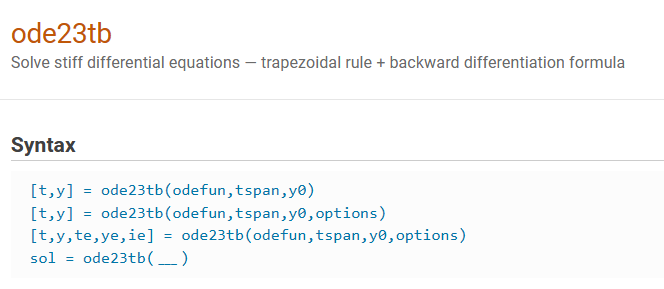 ode23tb
Solve stiff differential equations — trapezoidal rule + backward differentiation formula
Syntax
[t,y] = ode23tb(odefun,tspan,y0)
[t,y] = ode23tb(odefun,tspan,y0,options)
[t,y,te,ye,ie] = ode23tb(odefun,tspan,y0,options)
sol = ode23tb(___)